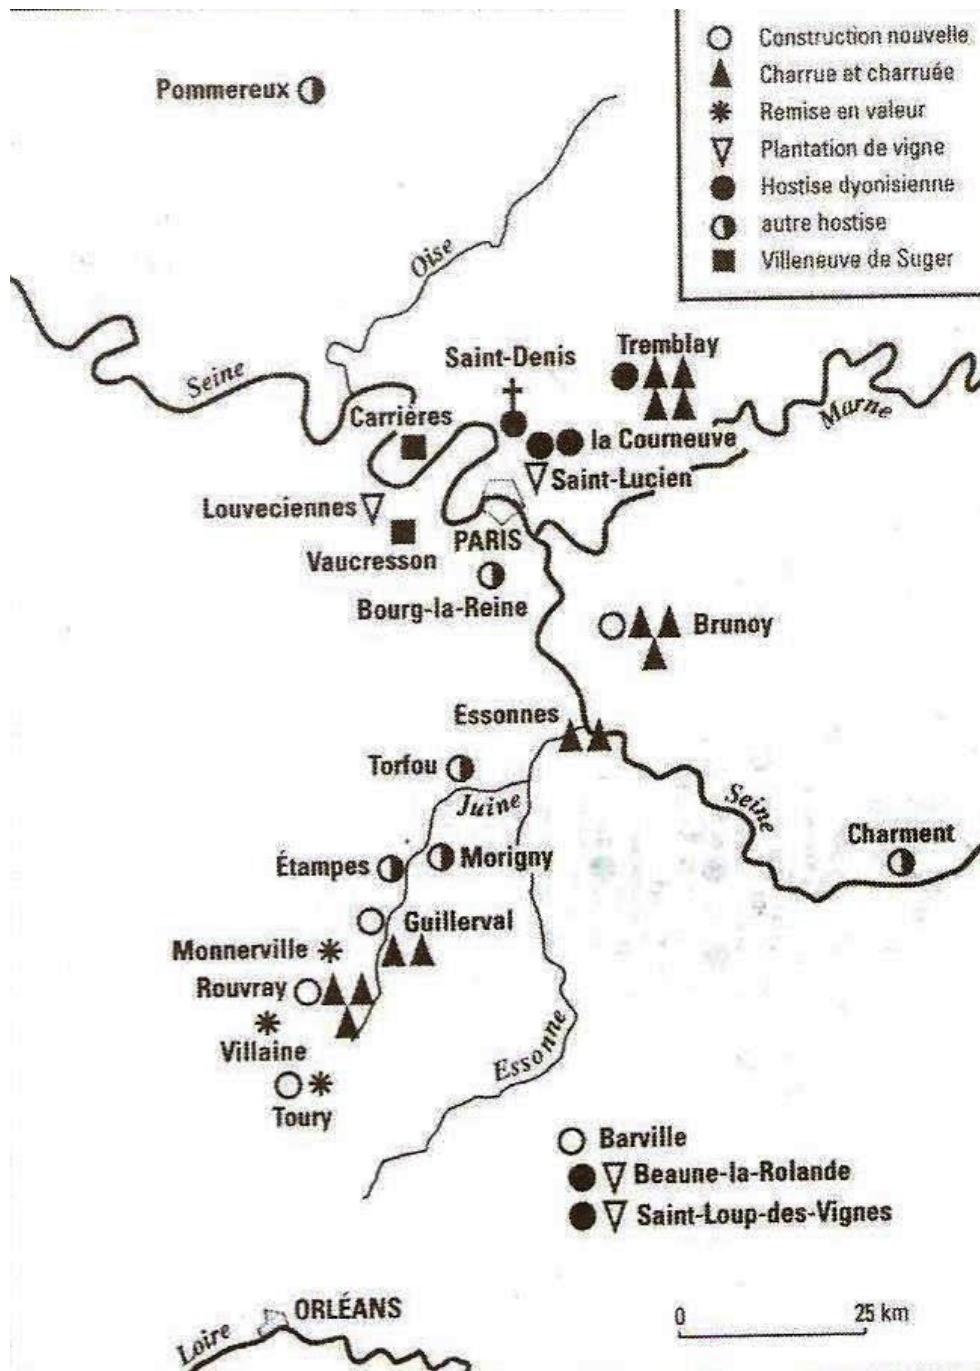 Construction nouvelle
Charrue et charruée
Remise en valeur
Plantation de vigne
Hostise dyonisienne
autre hostise
Villeneuve de Suger
Pommereux
Oise
Seine
Saint-Denis
Tremblay
Marne
Carrières
la Courneuve
Saint-Lucien
Louveciennes
PARIS
Vaucresson
Bourg-la-Reine
Brunoy
Essonnes
Torfou
Juine
Seine
Charment
Étampes
Morigny
Guillerval
Monnerville
Rouvray
Villaine
Essonne
Toury
Barville
Beaune-la-Rolande
Saint-Loup-des-Vignes
ORLÉANS
Loire
0 25 km